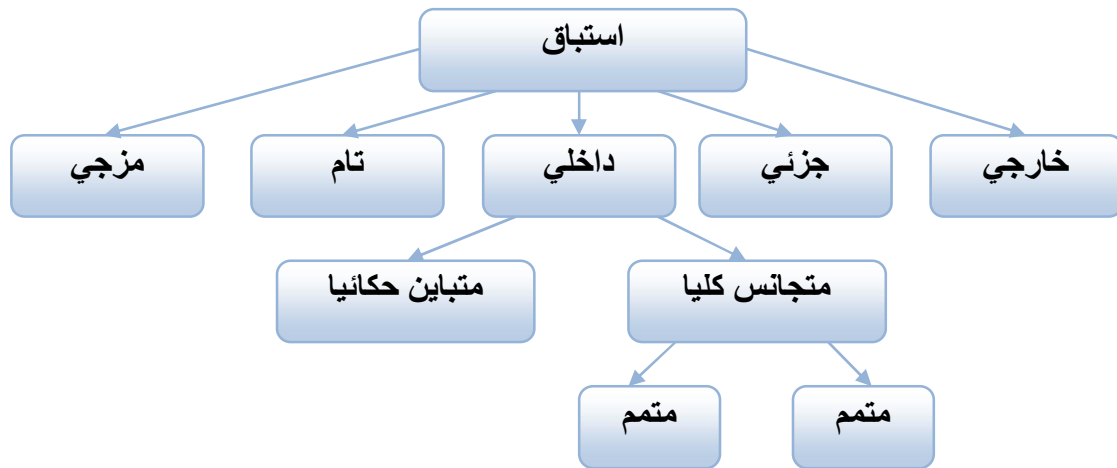 استباق
خارجي
جزئي
داخلي
تام
مزجي
متجانس كليا
متباين حكائيا
متمم
متمم